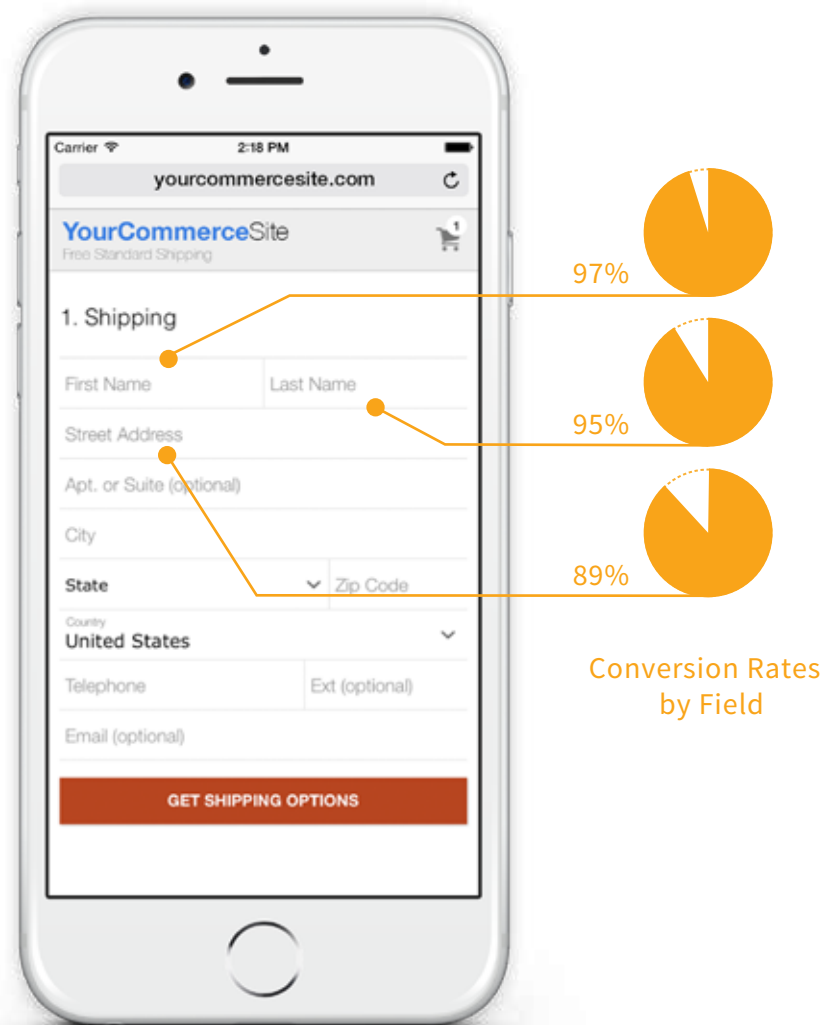 Carrier
2:18 PM
yourcommercesite.com
YourCommerceSite
1
Free Standard Shipping
97%
1. Shipping
First Name
Last Name
95%
Street Address
Apt. or Suite (optional)
City
State
Zip Code
89%
Country
United States
Telephone
Ext (optional)
Email (optional)
Conversion Rates
by Field
GET SHIPPING OPTIONS